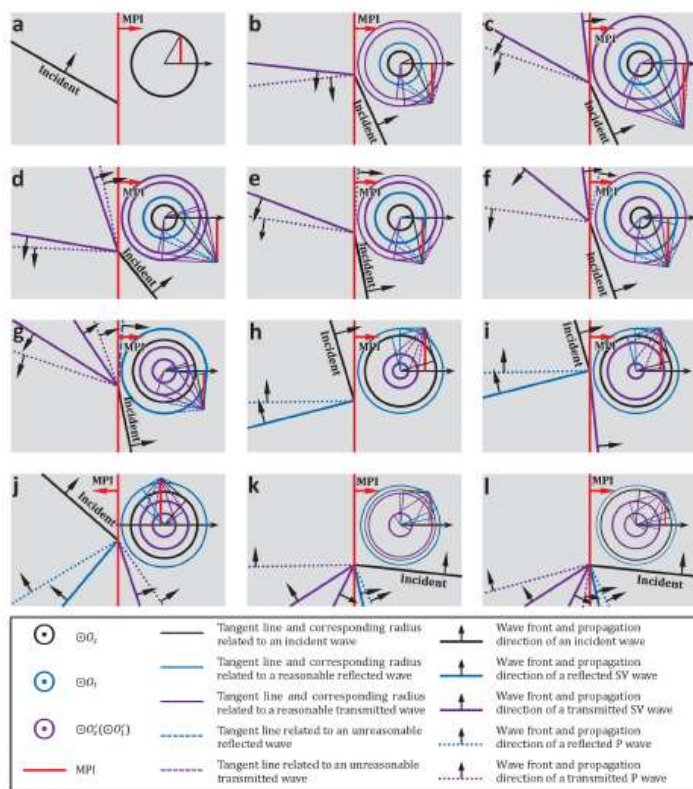 a
MPI
Incident
b
MPI
Incident
c
MPI
Incident
d
MPI
Incident
e
MPI
Incident
f
MPI
Incident
g
MPI
Incident
h
MPI
Incident
i
MPI
Incident
j
MPI
Incident
k
MPI
Incident
l
MPI
Incident
Tangent line and corresponding radius
related to an incident wave
Wave front and propagation
direction of an incident wave
Tangent line and corresponding radius
related to a reasonable reflected wave
Wave front and propagation
direction of a reflected SV wave
Tangent line and corresponding radius
related to a reasonable transmitted wave
Wave front and propagation
direction of a transmitted SV wave
Tangent line related to an unreasonable
reflected wave
Wave front and propagation
direction of a reflected P wave
MPI
Tangent line related to an unreasonable
transmitted wave
Wave front and propagation
direction of a transmitted P wave